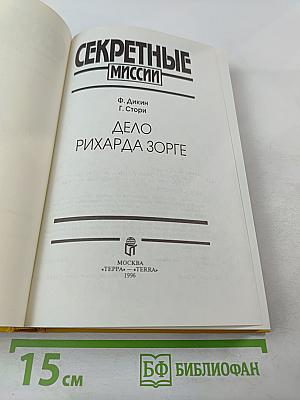 СЕКРЕТНЫЕ
МИССИИ
Ф. Дикин
Г. Стори
ДЕЛО
РИХАРДА ЗОРГЕ
МОСКВА
«ТЕРРА» — «TERRA»
1996
15 см
БФ БИБЛИОФАН